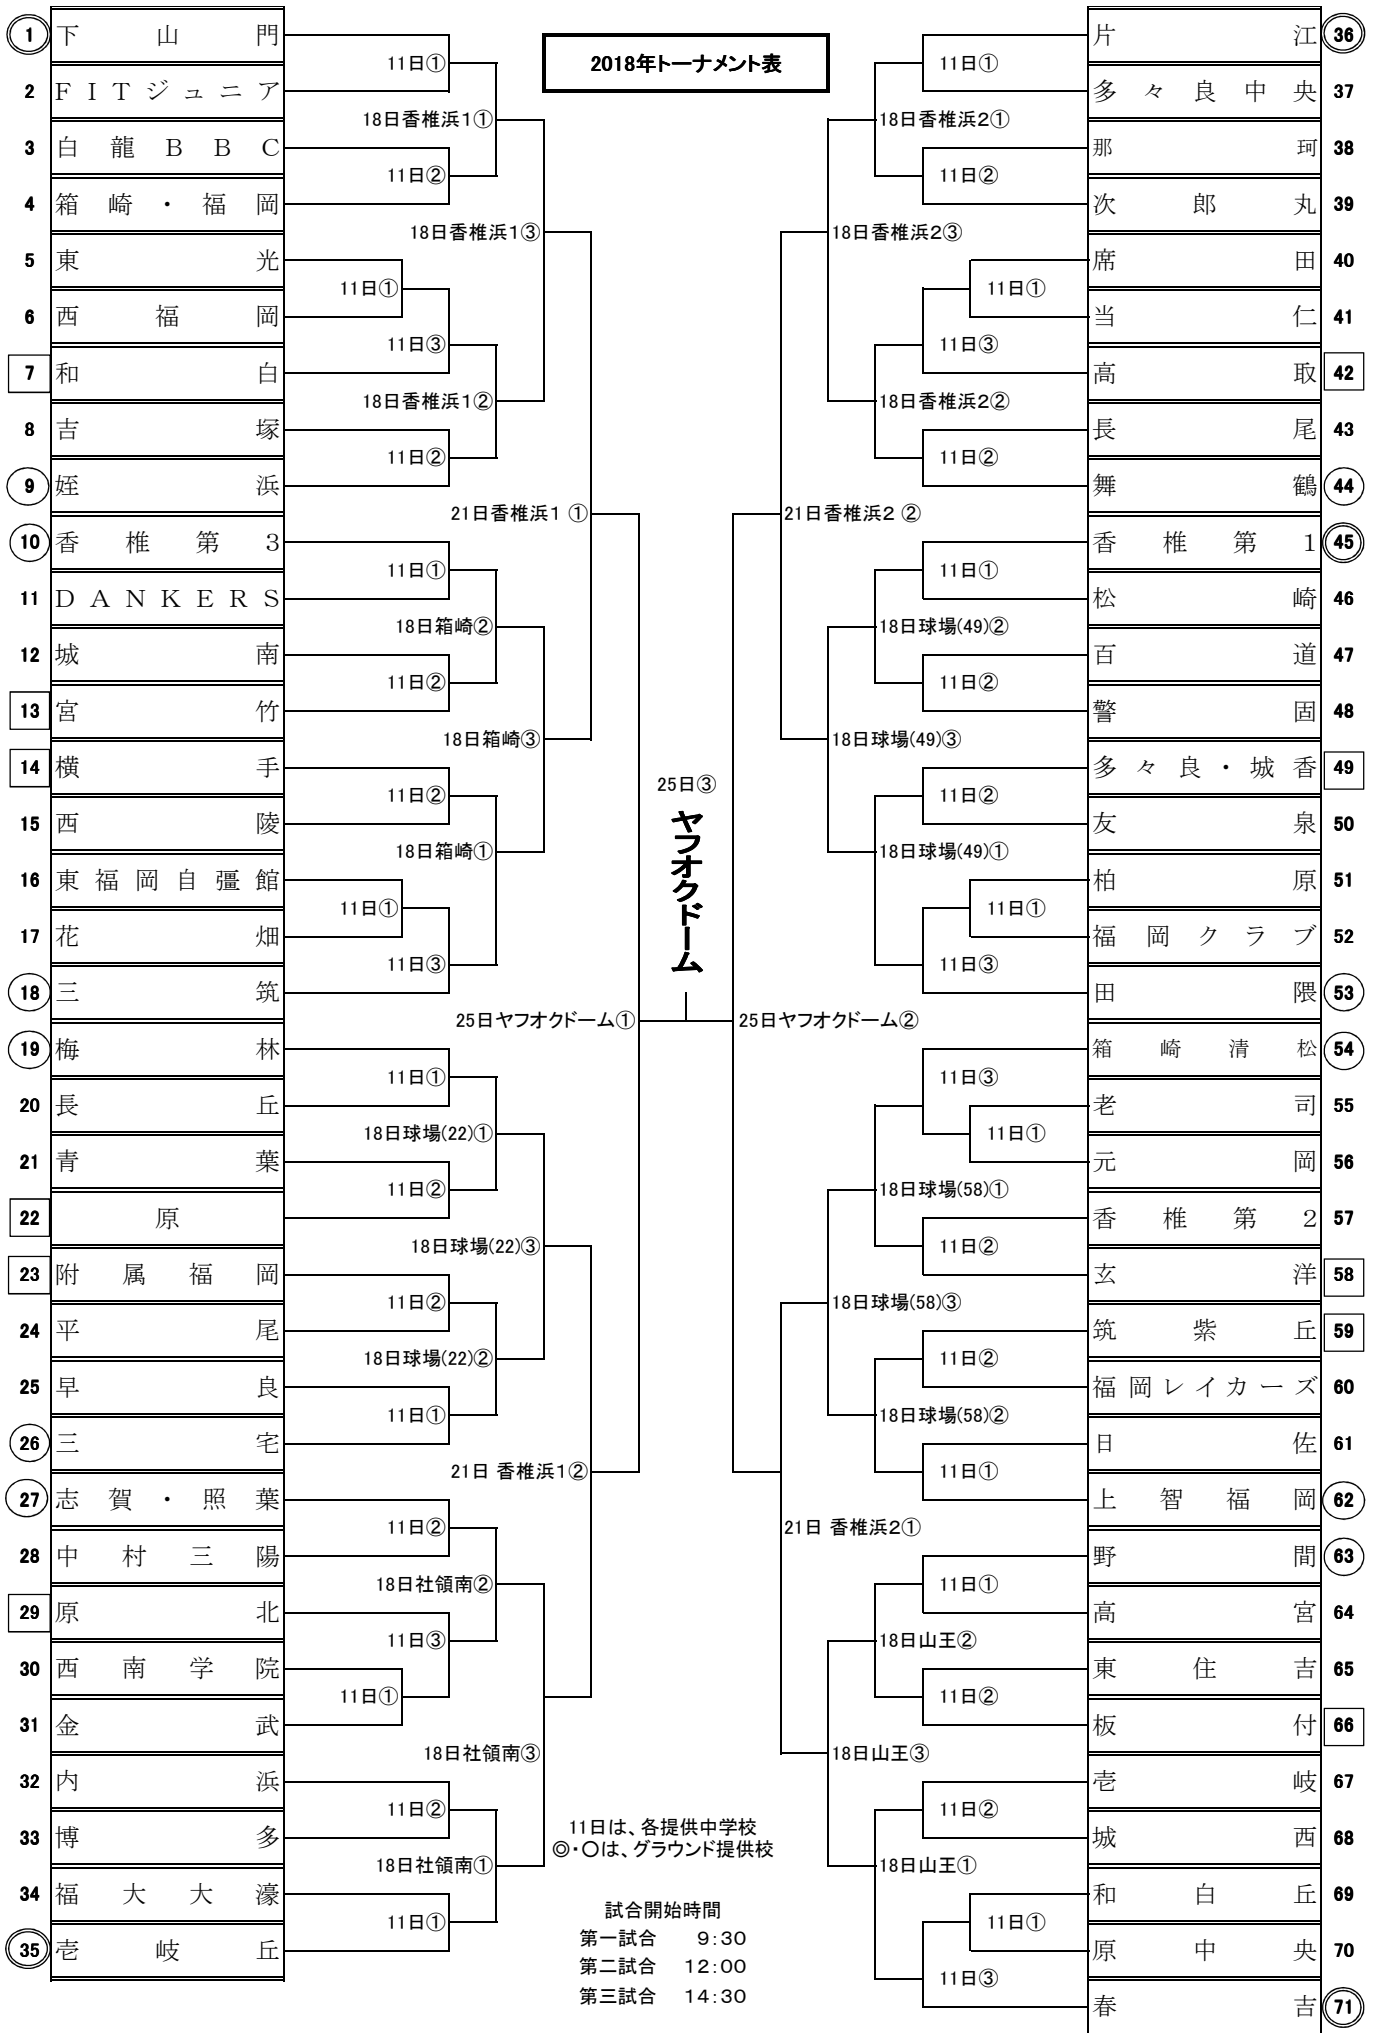 2018年トーナメント表
1 下山門
2 FITジュニア
3 白龍BBC
4 箱崎・福岡
5 東光
6 西福岡
7 和白
8 吉塚
9 姪浜
10 香椎第3
11 DANKERS
12 城南
13 宮竹
14 横手
15 西陵
16 東福岡自彊館
17 花畑
18 三筑
19 梅林
20 長丘
21 青葉
22 原
23 附属福岡
24 平尾
25 早良
26 三宅
27 志賀・照葉
28 中村三陽
29 原北
30 西南学院
31 金武
32 内浜
33 博多
34 福大大濠
35 壱岐丘
11日①
11日②
11日①
11日③
11日②
11日①
11日②
11日②
11日①
11日③
11日①
11日②
11日②
11日①
11日②
11日③
11日①
11日②
11日①
18日香椎浜1①
18日香椎浜1②
18日箱崎②
18日箱崎①
18日球場(22)①
18日球場(22)②
18日社領南②
18日社領南①
18日香椎浜1③
18日箱崎③
18日球場(22)③
18日社領南③
21日香椎浜1 ①
21日 香椎浜1②
25日ヤフオクドーム①
25日③
ヤフオクドーム
25日ヤフオクドーム②
21日香椎浜2 ②
21日 香椎浜2①
18日香椎浜2③
18日球場(49)③
18日球場(58)③
18日山王③
18日香椎浜2①
18日香椎浜2②
18日球場(49)②
18日球場(49)①
18日球場(58)①
18日球場(58)②
18日山王②
18日山王①
11日①
11日②
11日①
11日③
11日②
11日①
11日②
11日②
11日①
11日③
11日③
11日①
11日②
11日②
11日①
11日①
11日②
11日②
11日①
11日③
片江 36
多々良中央 37
那珂 38
次郎丸 39
席田 40
当仁 41
高取 42
長尾 43
舞鶴 44
香椎第1 45
松崎 46
百道 47
警固 48
多々良・城香 49
友泉 50
柏原 51
福岡クラブ 52
田隈 53
箱崎清松 54
老司 55
元岡 56
香椎第2 57
玄洋 58
筑紫丘 59
福岡レイカーズ 60
日佐 61
上智福岡 62
野間 63
高宮 64
東住吉 65
板付 66
壱岐 67
城西 68
和白丘 69
原中央 70
春吉 71
11日は、各提供中学校
◎・〇は、グラウンド提供校
試合開始時間
第一試合 9:30
第二試合 12:00
第三試合 14:30